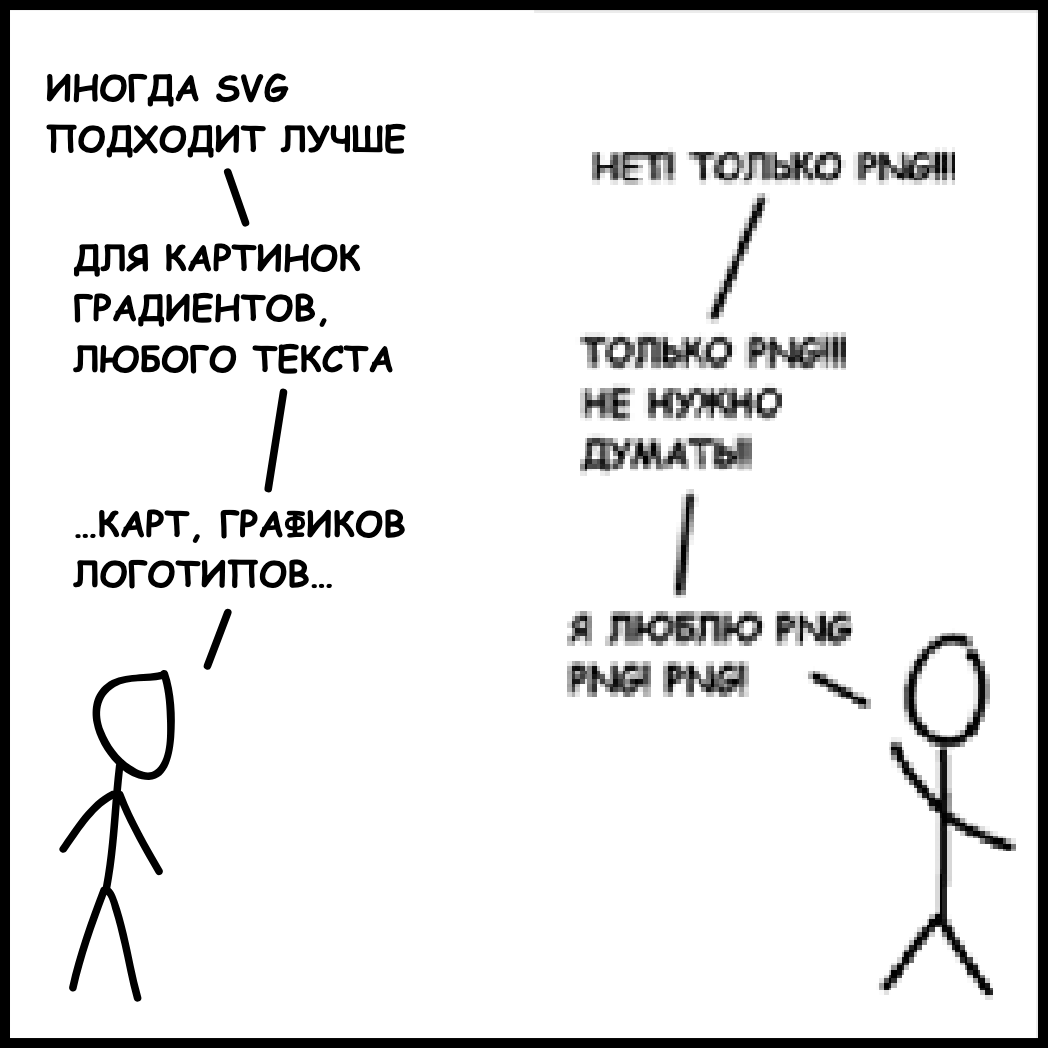 ИНОГДА SVG
ПОДХОДИТ ЛУЧШЕ
ДЛЯ КАРТИНОК
ГРАДИЕНТОВ,
ЛЮБОГО ТЕКСТА
...КАРТ, ГРАФИКОВ
ЛОГОТИПОВ...
НЕТ! ТОЛЬКО PNG!!!
ТОЛЬКО PNG!!!
НЕ НУЖНО
ДУМАТЬ!!
Я ЛЮБЛЮ PNG
PNG! PNG!